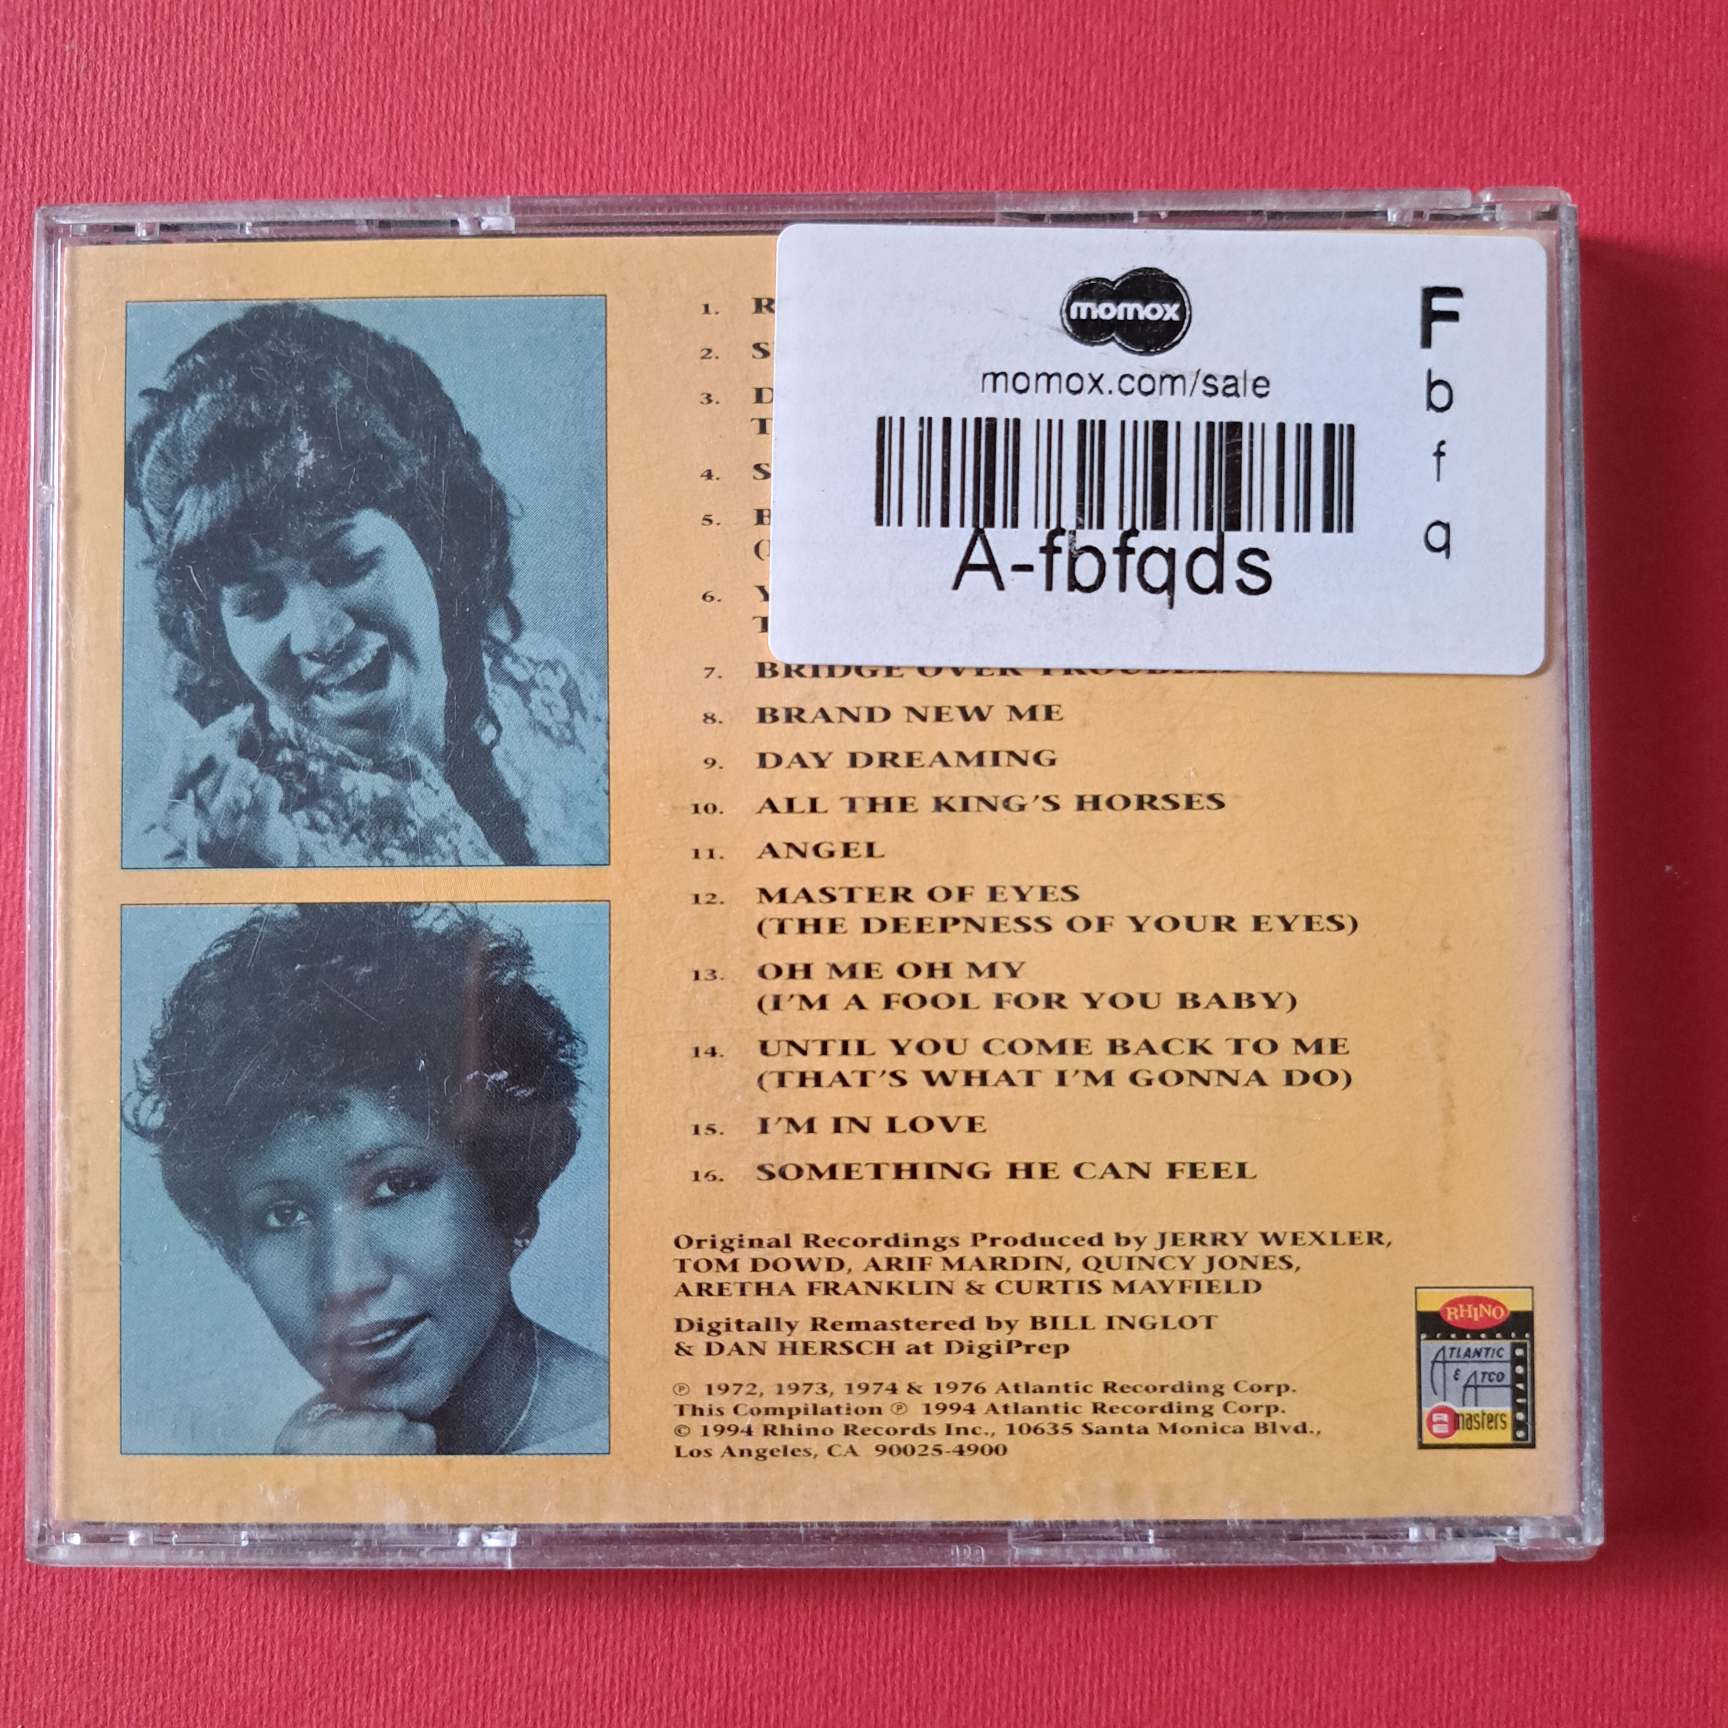 momox
momox.com/sale
A-fbfqds
F
b
f
q
1.
2.
3.
4.
5.
6.
7. BRIDGE OVER TROUBLED
8. BRAND NEW ME
9. DAY DREAMING
10. ALL THE KING'S HORSES
11. ANGEL
12. MASTER OF EYES
(THE DEEPNESS OF YOUR EYES)
13. OH ME OH MY
(I'M A FOOL FOR YOU BABY)
14. UNTIL YOU COME BACK TO ME
(THAT'S WHAT I'M GONNA DO)
15. I'M IN LOVE
16. SOMETHING HE CAN FEEL
Original Recordings Produced by JERRY WEXLER,
TOM DOWD, ARIF MARDIN, QUINCY JONES,
ARETHA FRANKLIN & CURTIS MAYFIELD
Digitally Remastered by BILL INGLOT
& DAN HERSCH at DigiPrep
℗ 1972, 1973, 1974 & 1976 Atlantic Recording Corp.
This Compilation ℗ 1994 Atlantic Recording Corp.
© 1994 Rhino Records Inc., 10635 Santa Monica Blvd.,
Los Angeles, CA 90025-4900
RHINO
presents
ATLANTIC
& ATCO
masters